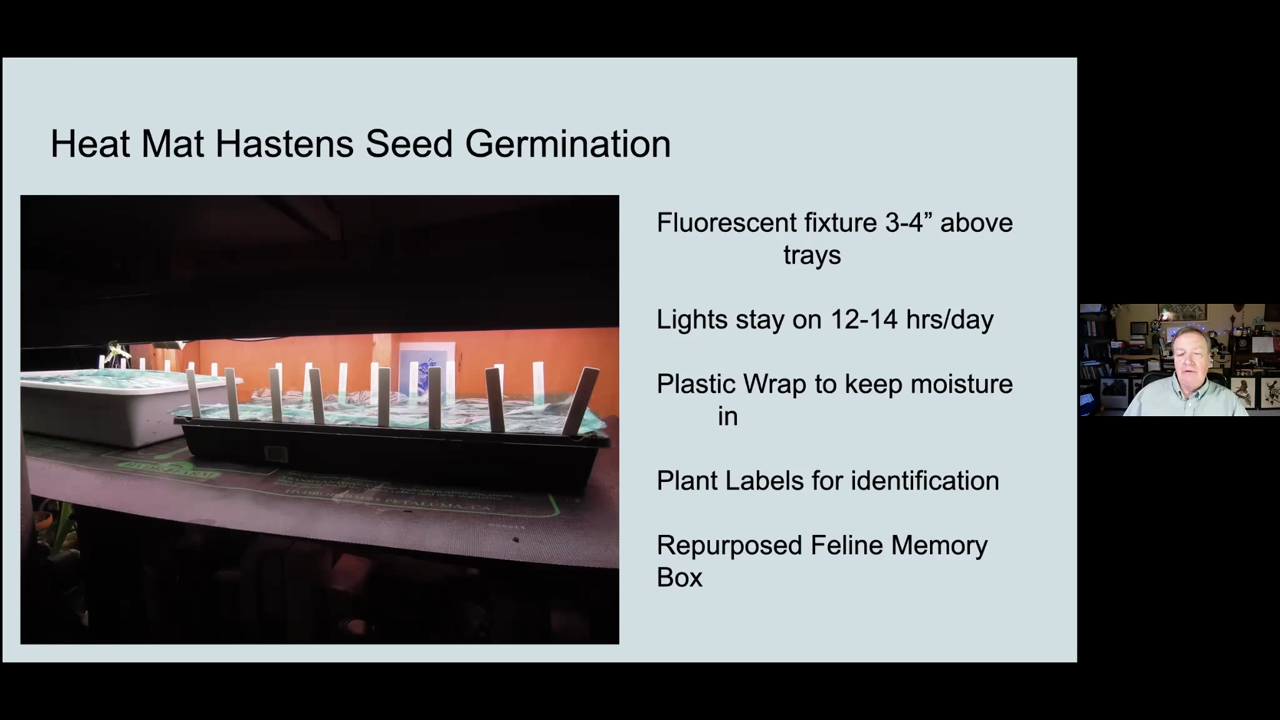 Heat Mat Hastens Seed Germination
Fluorescent fixture 3-4” above
trays
Lights stay on 12-14 hrs/day
Plastic Wrap to keep moisture
in
Plant Labels for identification
Repurposed Feline Memory
Box